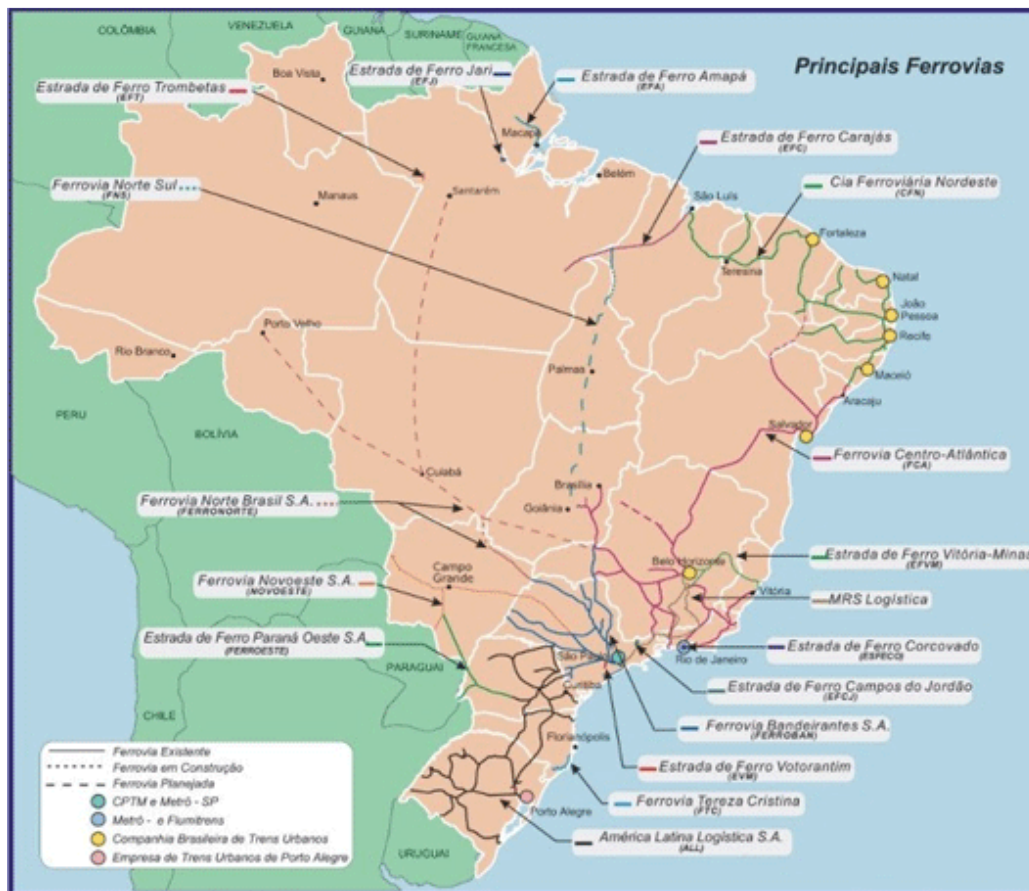 COLÔMBIA
VENEZUELA
GUIANA
SURINAME
GUIANA
FRANCESA
Principais Ferrovias
Boa Vista
Estrada de Ferro Jari
(EFJ)
Estrada de Ferro Amapá
(EFA)
Estrada de Ferro Trombetas
(EFT)
Macapá
Estrada de Ferro Carajás
(EFC)
Ferrovia Norte Sul
(FNS)
Manaus
Santarém
Belém
São Luís
Cia Ferroviária Nordeste
(CFN)
Fortaleza
Teresina
Natal
João
Pessoa
Recife
Porto Velho
Rio Branco
Palmas
Maceió
Aracaju
PERU
BOLÍVIA
Salvador
Ferrovia Centro-Atlântica
(FCA)
Cuiabá
Brasília
Goiânia
Ferrovia Norte Brasil S.A.
(FERRONORTE)
Belo Horizonte
Estrada de Ferro Vitória-Minas
(EFVM)
Campo
Grande
Ferrovia Novoeste S.A.
(NOVOESTE)
Vitória
MRS Logística
Estrada de Ferro Paraná Oeste S.A.
(FERROESTE)
PARAGUAI
São Paulo
Rio de Janeiro
Estrada de Ferro Corcovado
(ESFECO)
Curitiba
Estrada de Ferro Campos do Jordão
(EFCJ)
CHILE
Ferrovia Bandeirantes S.A.
(FERROBAN)
Florianópolis
Estrada de Ferro Votorantim
(EVM)
Porto Alegre
Ferrovia Tereza Cristina
(FTC)
América Latina Logística S.A.
(ALL)
URUGUAI
Ferrovia Existente
Ferrovia em Construção
Ferrovia Planejada
CPTM e Metrô - SP
Metrô - e Flumitrens
Companhia Brasileira de Trens Urbanos
Empresa de Trens Urbanos de Porto Alegre